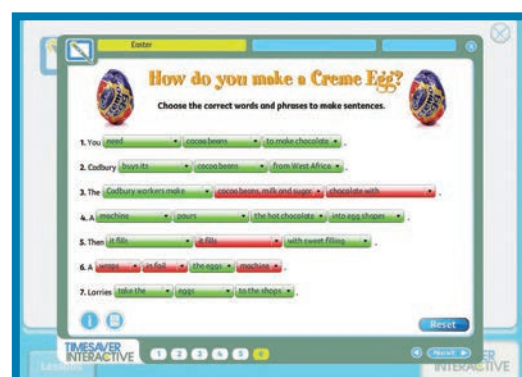 Easter
How do you make a Creme Egg?
Choose the correct words and phrases to make sentences.
1. You need cocoa beans to make chocolate .
2. Cadbury buys its cocoa beans from West Africa .
3. The Cadbury workers make cocoa beans, milk and sugar chocolate with .
4. A machine pours the hot chocolate into egg shapes .
5. Then it fills it fills with sweet filling .
6. A wraps in foil the eggs machine .
7. Lorries take the eggs to the shops .
Reset
TIMESAVER
INTERACTIVE
1 2 3 4 5 6
Next
Lessons
INTERACTIVE